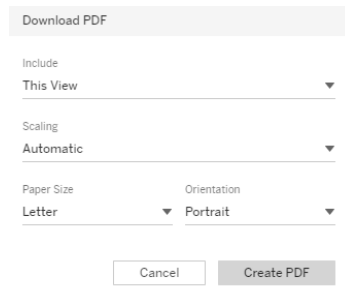 Download PDF
Include
This View
Scaling
Automatic
Paper Size
Orientation
Letter
Portrait
Cancel
Create PDF